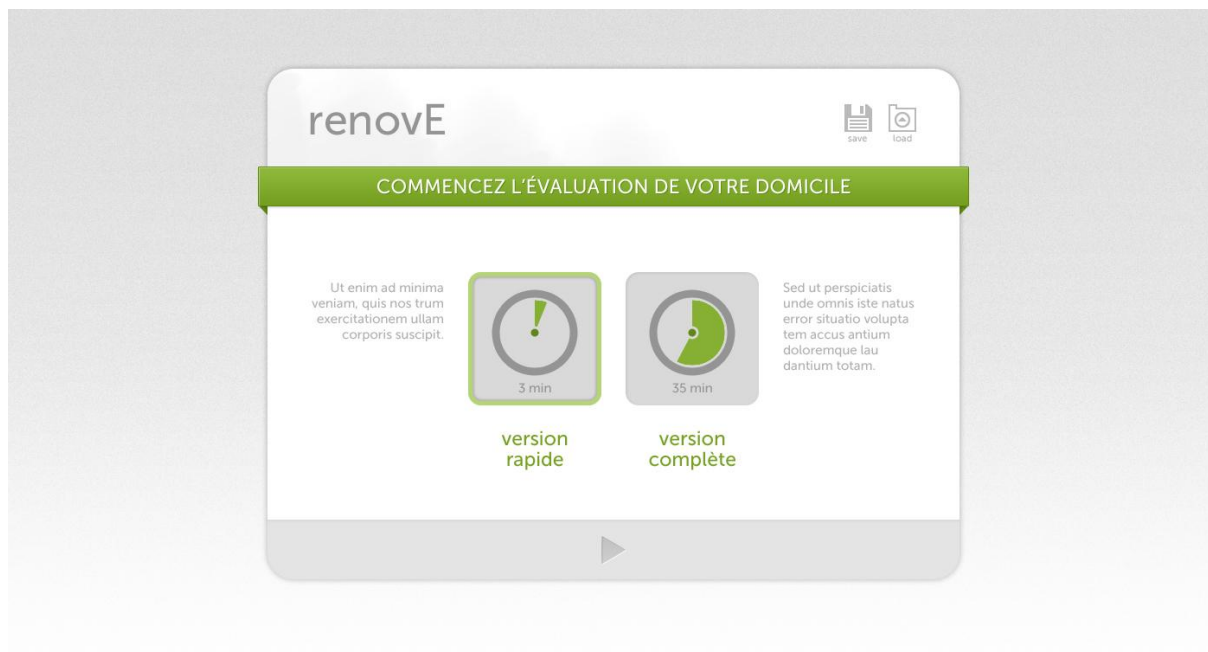 renovE
save
load
COMMENCEZ L'ÉVALUATION DE VOTRE DOMICILE
Ut enim ad minima
veniam, quis nos trum
exercitationem ullam
corporis suscipit.
3 min
version
rapide
35 min
version
complète
Sed ut perspiciatis
unde omnis iste natus
error situatio volupta
tem accus antium
doloremque lau
dantium totam.